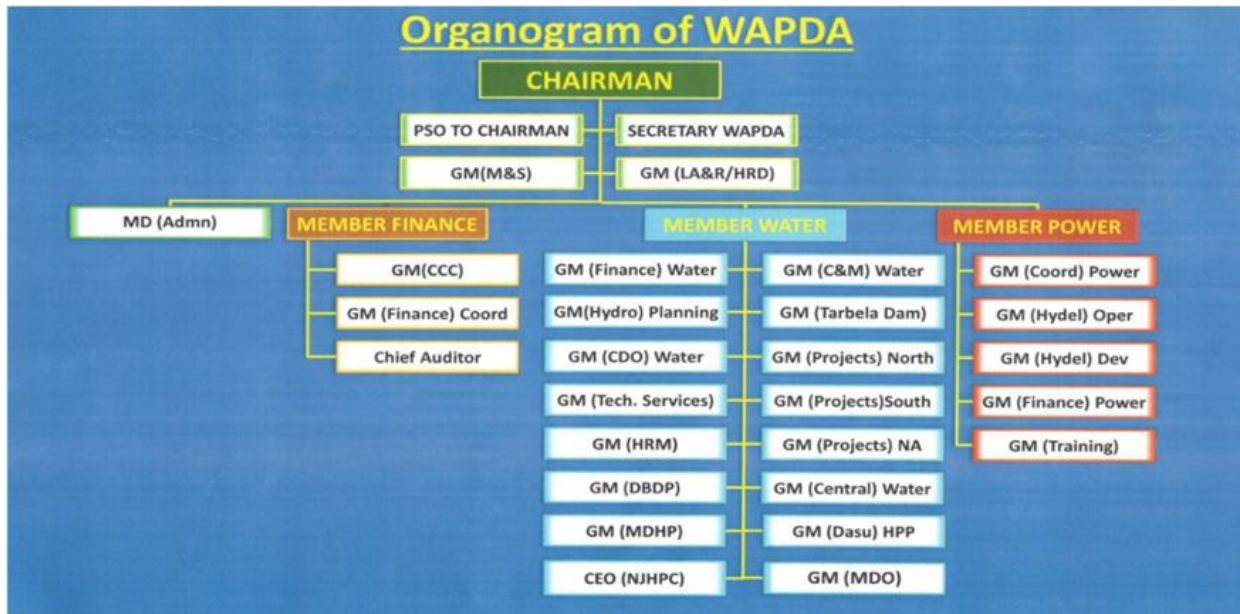 Organogram of WAPDA
CHAIRMAN
PSO TO CHAIRMAN
SECRETARY WAPDA
GM(M&S)
GM (LA&R/HRD)
MD (Admn)
MEMBER FINANCE
GM(CCC)
GM (Finance) Coord
Chief Auditor
MEMBER WATER
GM (Finance) Water
GM (C&M) Water
GM(Hydro) Planning
GM (Tarbela Dam)
GM (CDO) Water
GM (Projects) North
GM (Tech. Services)
GM (Projects)South
GM (HRM)
GM (Projects) NA
GM (DBDP)
GM (Central) Water
GM (MDHP)
GM (Dasu) HPP
CEO (NJHPC)
GM (MDO)
MEMBER POWER
GM (Coord) Power
GM (Hydel) Oper
GM (Hydel) Dev
GM (Finance) Power
GM (Training)